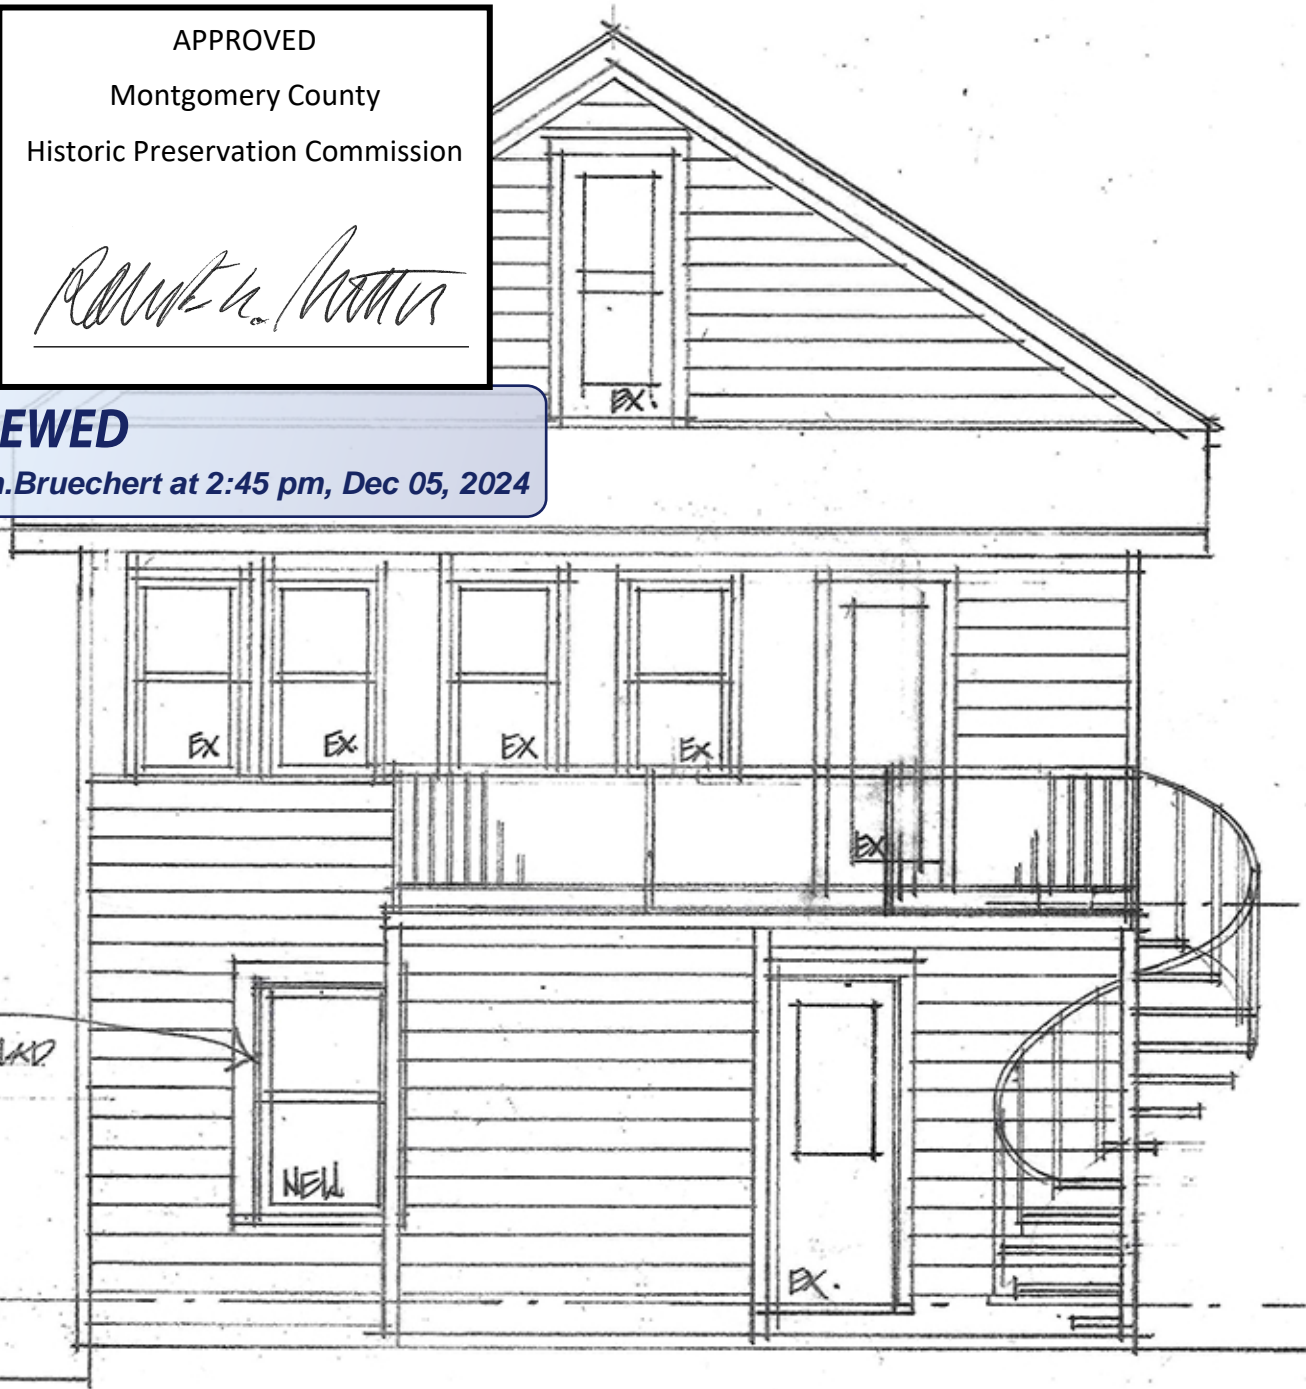 APPROVED
Montgomery County
Historic Preservation Commission
EX.
EWED
n.Bruechert at 2:45 pm, Dec 05, 2024
EX
EX.
EX
EX.
EX
NEW
EX.